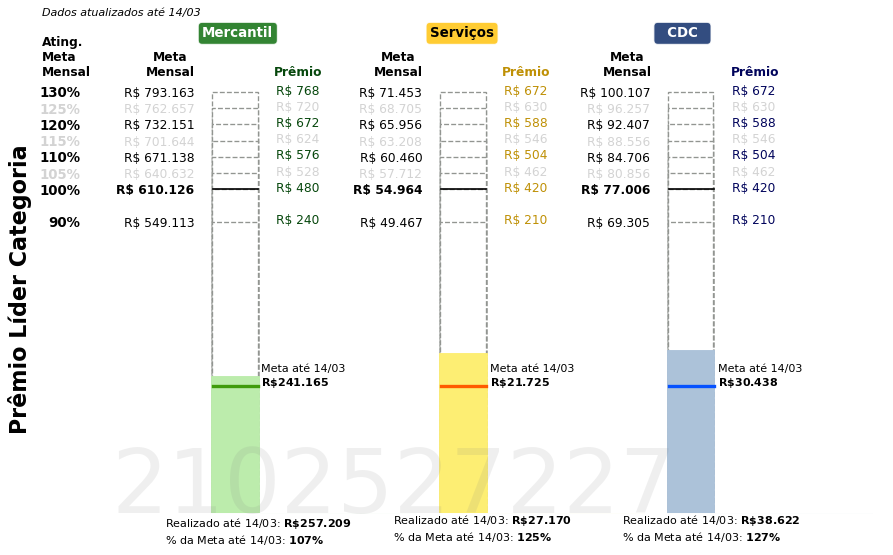 Dados atualizados até 14/03
Mercantil
Serviços
CDC
Ating.
Meta
Mensal
Meta
Mensal
Prêmio
Meta
Mensal
Prêmio
Meta
Mensal
Prêmio
130% R$ 793.163 R$ 768 R$ 71.453 R$ 672 R$ 100.107 R$ 672
125% R$ 762.657 R$ 720 R$ 68.705 R$ 630 R$ 96.257 R$ 630
120% R$ 732.151 R$ 672 R$ 65.956 R$ 588 R$ 92.407 R$ 588
115% R$ 701.644 R$ 624 R$ 63.208 R$ 546 R$ 88.556 R$ 546
110% R$ 671.138 R$ 576 R$ 60.460 R$ 504 R$ 84.706 R$ 504
105% R$ 640.632 R$ 528 R$ 57.712 R$ 462 R$ 80.856 R$ 462
100% R$ 610.126 R$ 480 R$ 54.964 R$ 420 R$ 77.006 R$ 420
90% R$ 549.113 R$ 240 R$ 49.467 R$ 210 R$ 69.305 R$ 210
Prêmio Líder Categoria
Meta até 14/03
R$241.165
Meta até 14/03
R$21.725
Meta até 14/03
R$30.438
2102527227
Realizado até 14/03: R$257.209
% da Meta até 14/03: 107%
Realizado até 14/03: R$27.170
% da Meta até 14/03: 125%
Realizado até 14/03: R$38.622
% da Meta até 14/03: 127%